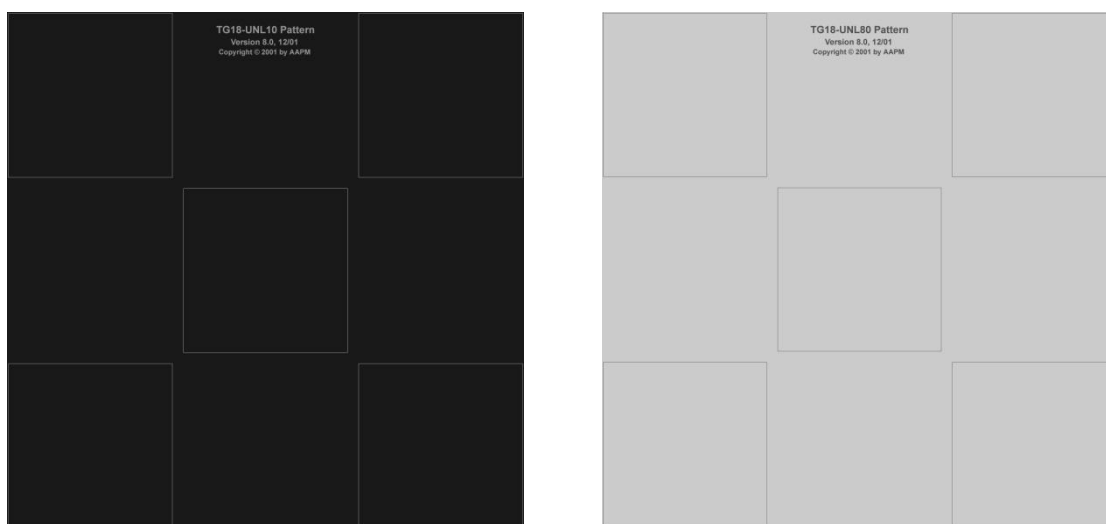 TG18-UNL10 Pattern
Version 8.0, 12/01
Copyright © 2001 by AAPM
TG18-UNL80 Pattern
Version 8.0, 12/01
Copyright © 2001 by AAPM